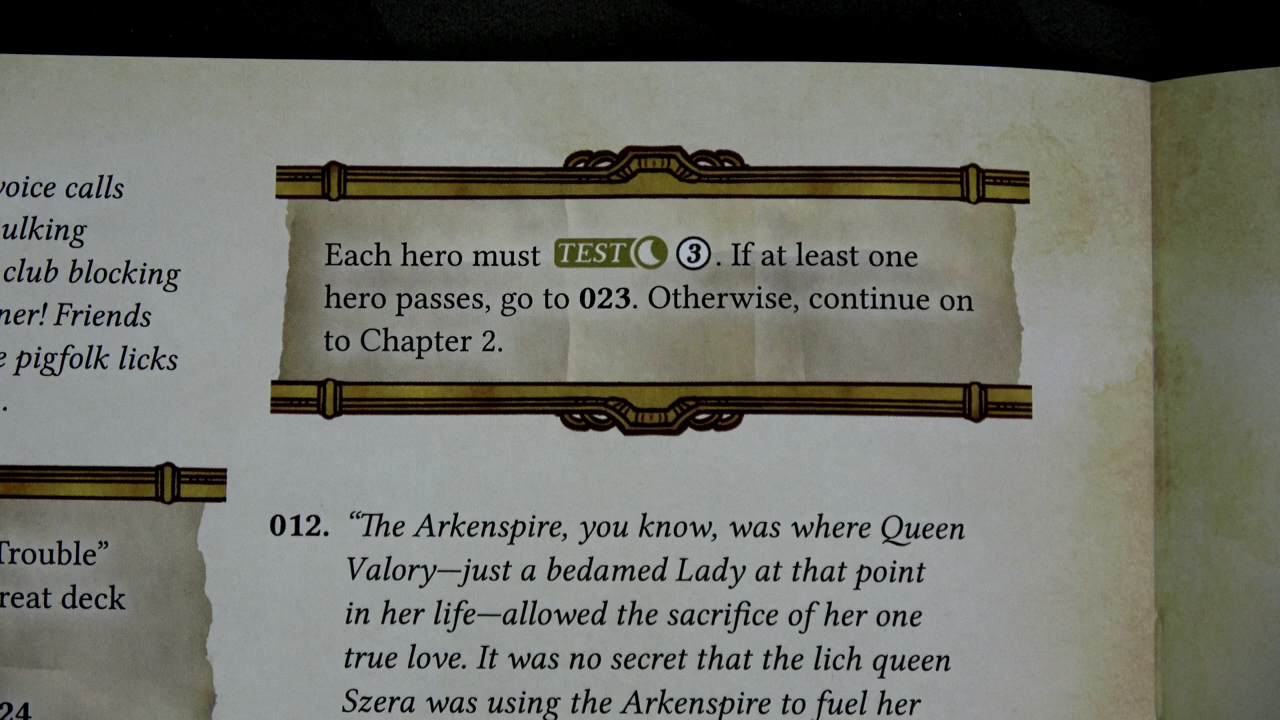 voice calls
ulking
club blocking
ner! Friends
e pigfolk licks
.
Trouble”
reat deck
24
Each hero must TEST 3. If at least one
hero passes, go to 023. Otherwise, continue on
to Chapter 2.
012. “The Arkenspire, you know, was where Queen
Valory—just a bedamed Lady at that point
in her life—allowed the sacrifice of her one
true love. It was no secret that the lich queen
Szera was using the Arkenspire to fuel her